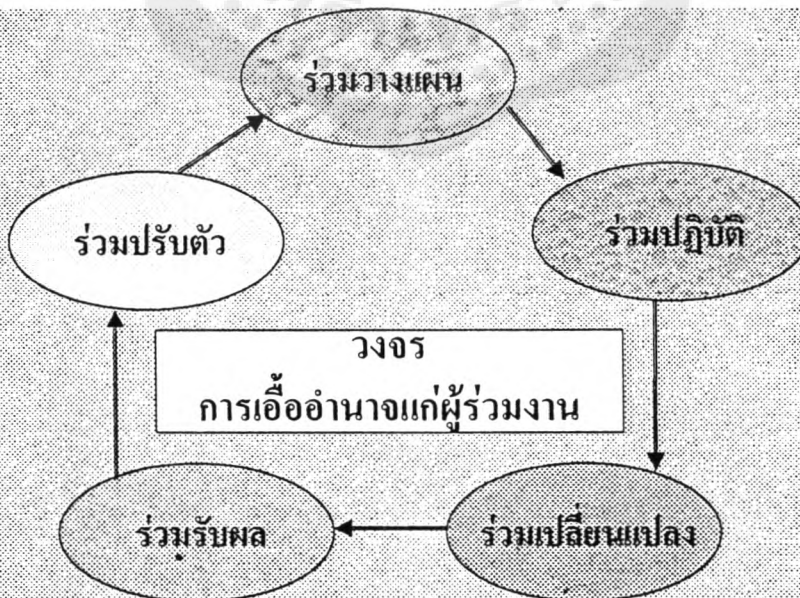 ร่วมวางแผน
ร่วมปรับตัว
ร่วมปฏิบัติ
วงจร
การเอื้ออำนาจแก่ผู้ร่วมงาน
ร่วมรับผล
ร่วมเปลี่ยนแปลง